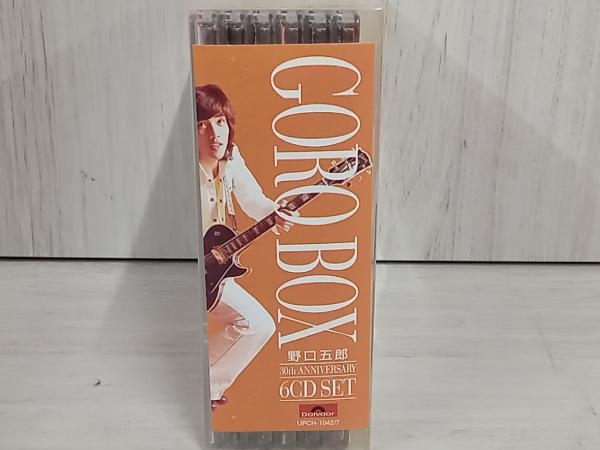 GORO BOX
野口五郎
30th ANNIVERSARY
6CD SET
Polydor
UPCH-1042/7